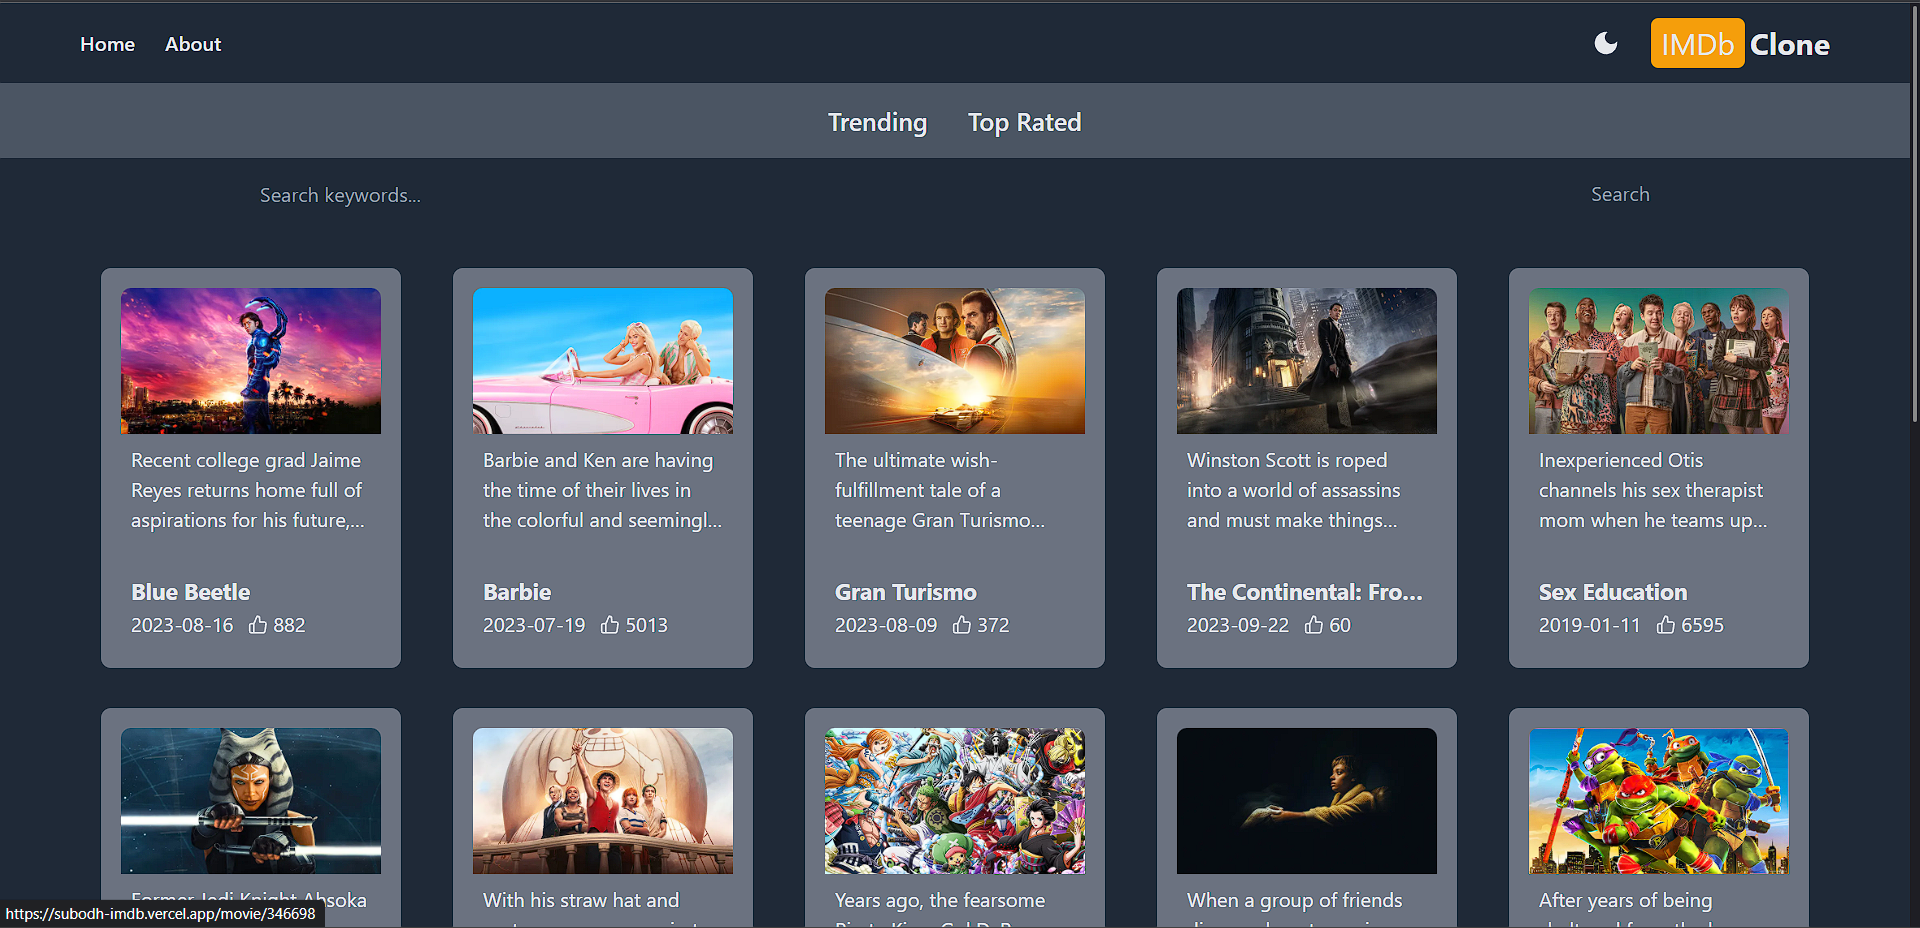 Home About IMDb Clone
Trending Top Rated
Search keywords... Search
Recent college grad Jaime
Reyes returns home full of
aspirations for his future,...
Blue Beetle
2023-08-16 882
Barbie and Ken are having
the time of their lives in
the colorful and seemingl...
Barbie
2023-07-19 5013
The ultimate wish-
fulfillment tale of a
teenage Gran Turismo...
Gran Turismo
2023-08-09 372
Winston Scott is roped
into a world of assassins
and must make things...
The Continental: Fro...
2023-09-22 60
Inexperienced Otis
channels his sex therapist
mom when he teams up...
Sex Education
2019-01-11 6595
Former Jedi Knight Ahsoka
With his straw hat and
Years ago, the fearsome
When a group of friends
After years of being
https://subodh-imdb.vercel.app/movie/346698